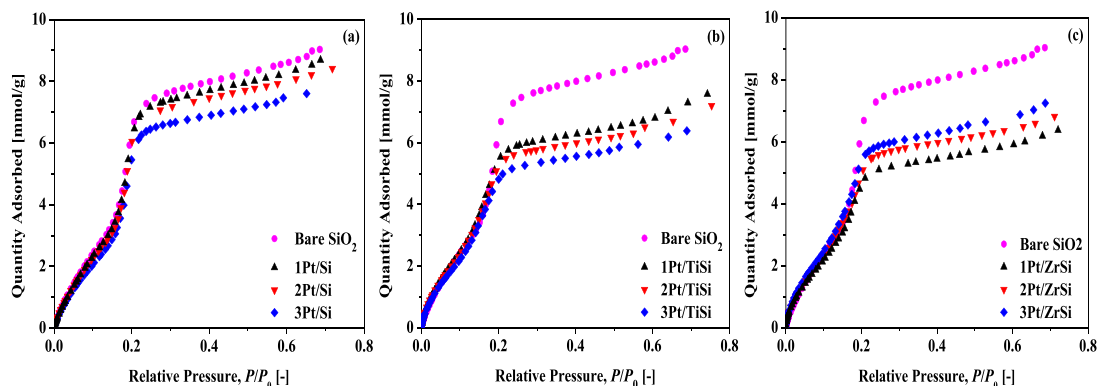 (a)
Quantity Adsorbed [mmol/g]
10
8
6
4
2
0
0.0 0.2 0.4 0.6 0.8
Relative Pressure, P/P0 [-]
Bare SiO2
1Pt/Si
2Pt/Si
3Pt/Si
(b)
Quantity Adsorbed [mmol/g]
10
8
6
4
2
0
0.0 0.2 0.4 0.6 0.8
Relative Pressure, P/P0 [-]
Bare SiO2
1Pt/TiSi
2Pt/TiSi
3Pt/TiSi
(c)
Quantity Adsorbed [mmol/g]
10
8
6
4
2
0
0.0 0.2 0.4 0.6 0.8
Relative Pressure, P/P0 [-]
Bare SiO2
1Pt/ZrSi
2Pt/ZrSi
3Pt/ZrSi